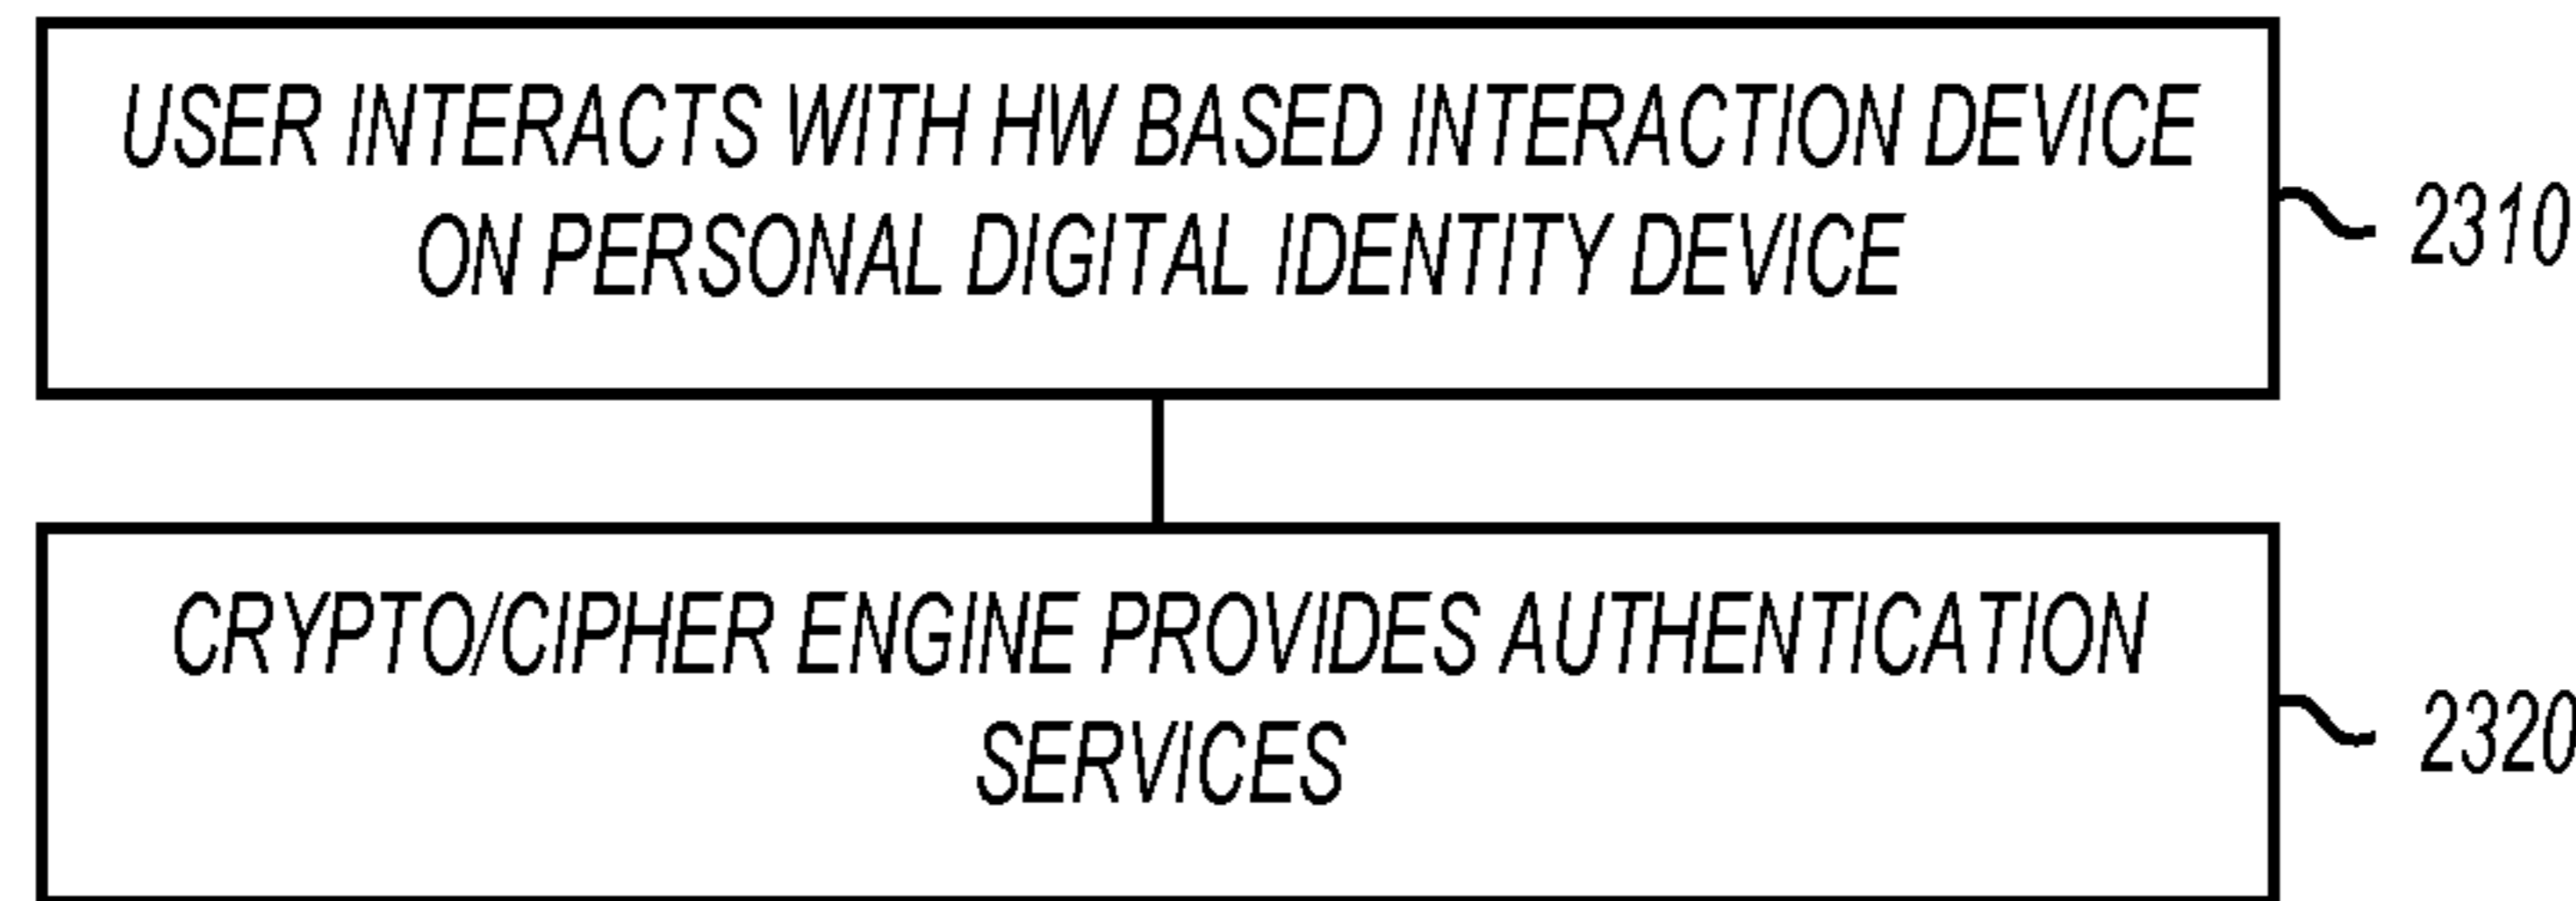 USER INTERACTS WITH HW BASED INTERACTION DEVICE
ON PERSONAL DIGITAL IDENTITY DEVICE
2310
CRYPTO/CIPHER ENGINE PROVIDES AUTHENTICATION
SERVICES
2320